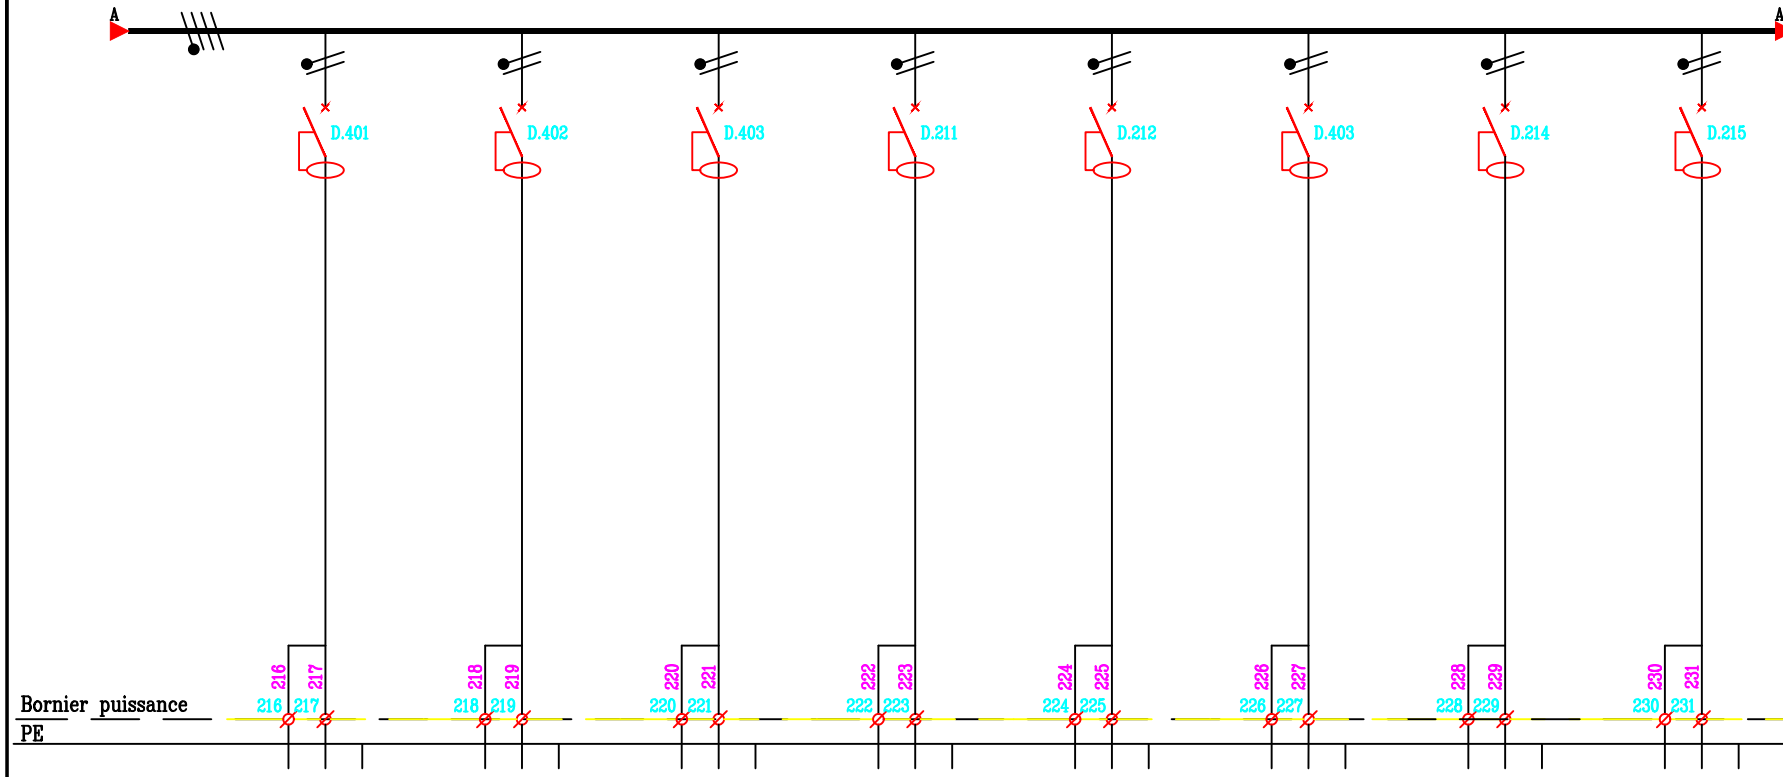 A A
D.401 D.402 D.403 D.211 D.212 D.403 D.214 D.215
216 217 218 219 220 221 222 223 224 225 226 227 228 229 230 231
Bornier puissance 216 217 218 219 220 221 222 223 224 225 226 227 228 229 230 231
PE